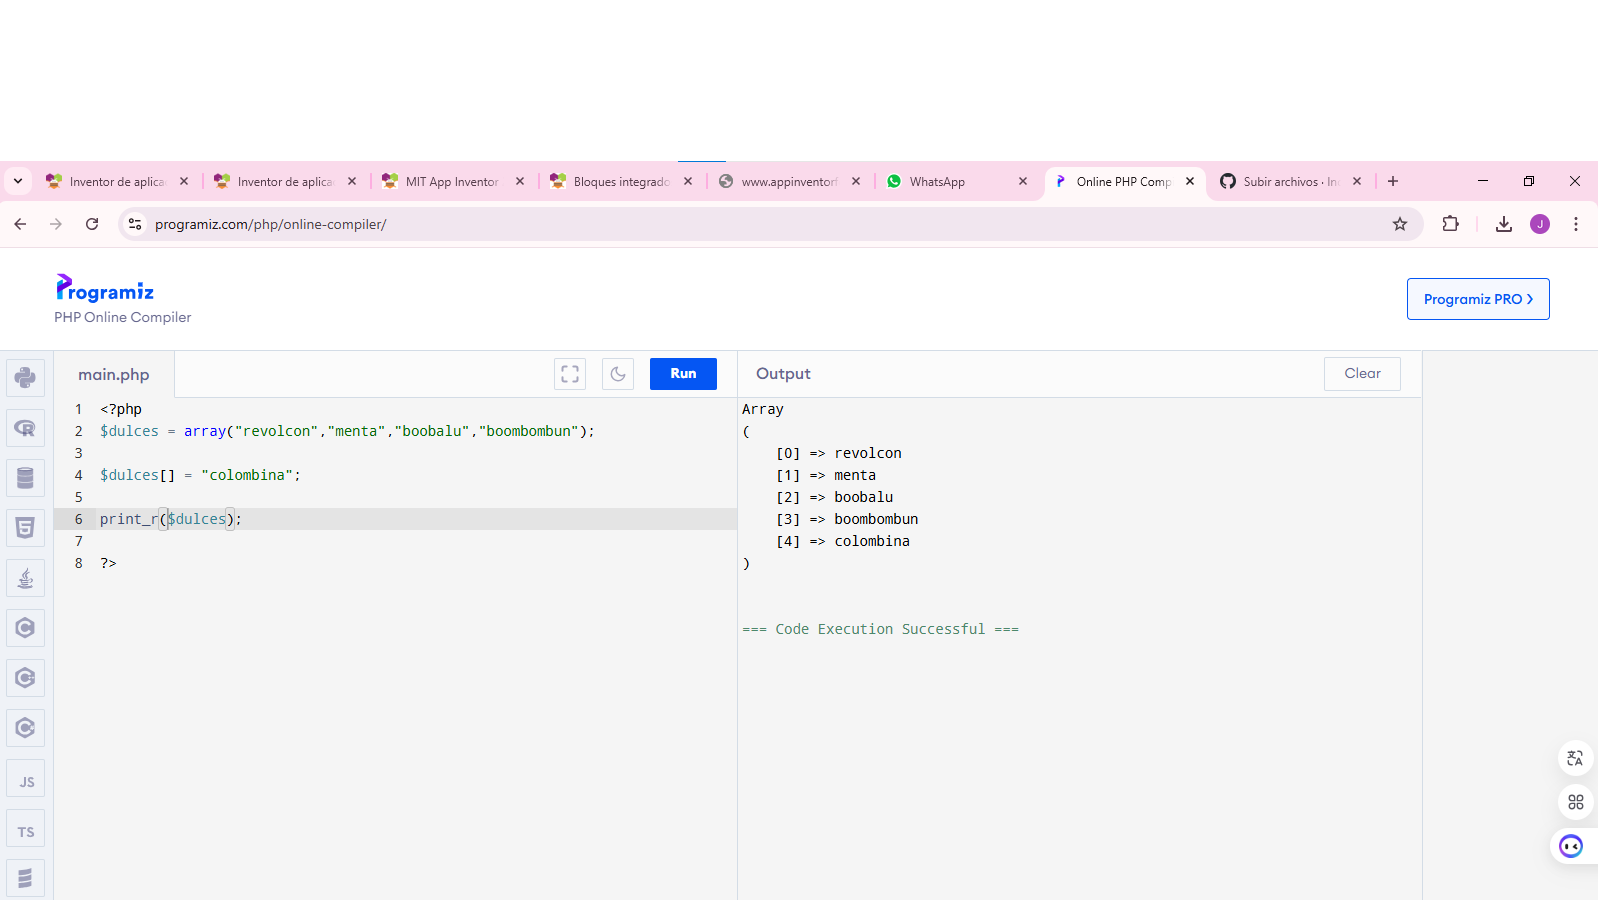 Inventor de aplica
Inventor de aplica
MIT App Inventor
Bloques integrado
www.appinventorf
WhatsApp
Online PHP Comp
Subir archivos · In
programiz.com/php/online-compiler/
J
Programiz
PHP Online Compiler
Programiz PRO
main.php
Run
Output
Clear
1 <?php
2 $dulces = array("revolcon","menta","boobalu","boombombun");
3
4 $dulces[] = "colombina";
5
6 print_r($dulces);
7
8 ?>
Array
(
[0] => revolcon
[1] => menta
[2] => boobalu
[3] => boombombun
[4] => colombina
)
=== Code Execution Successful ===
JS
TS